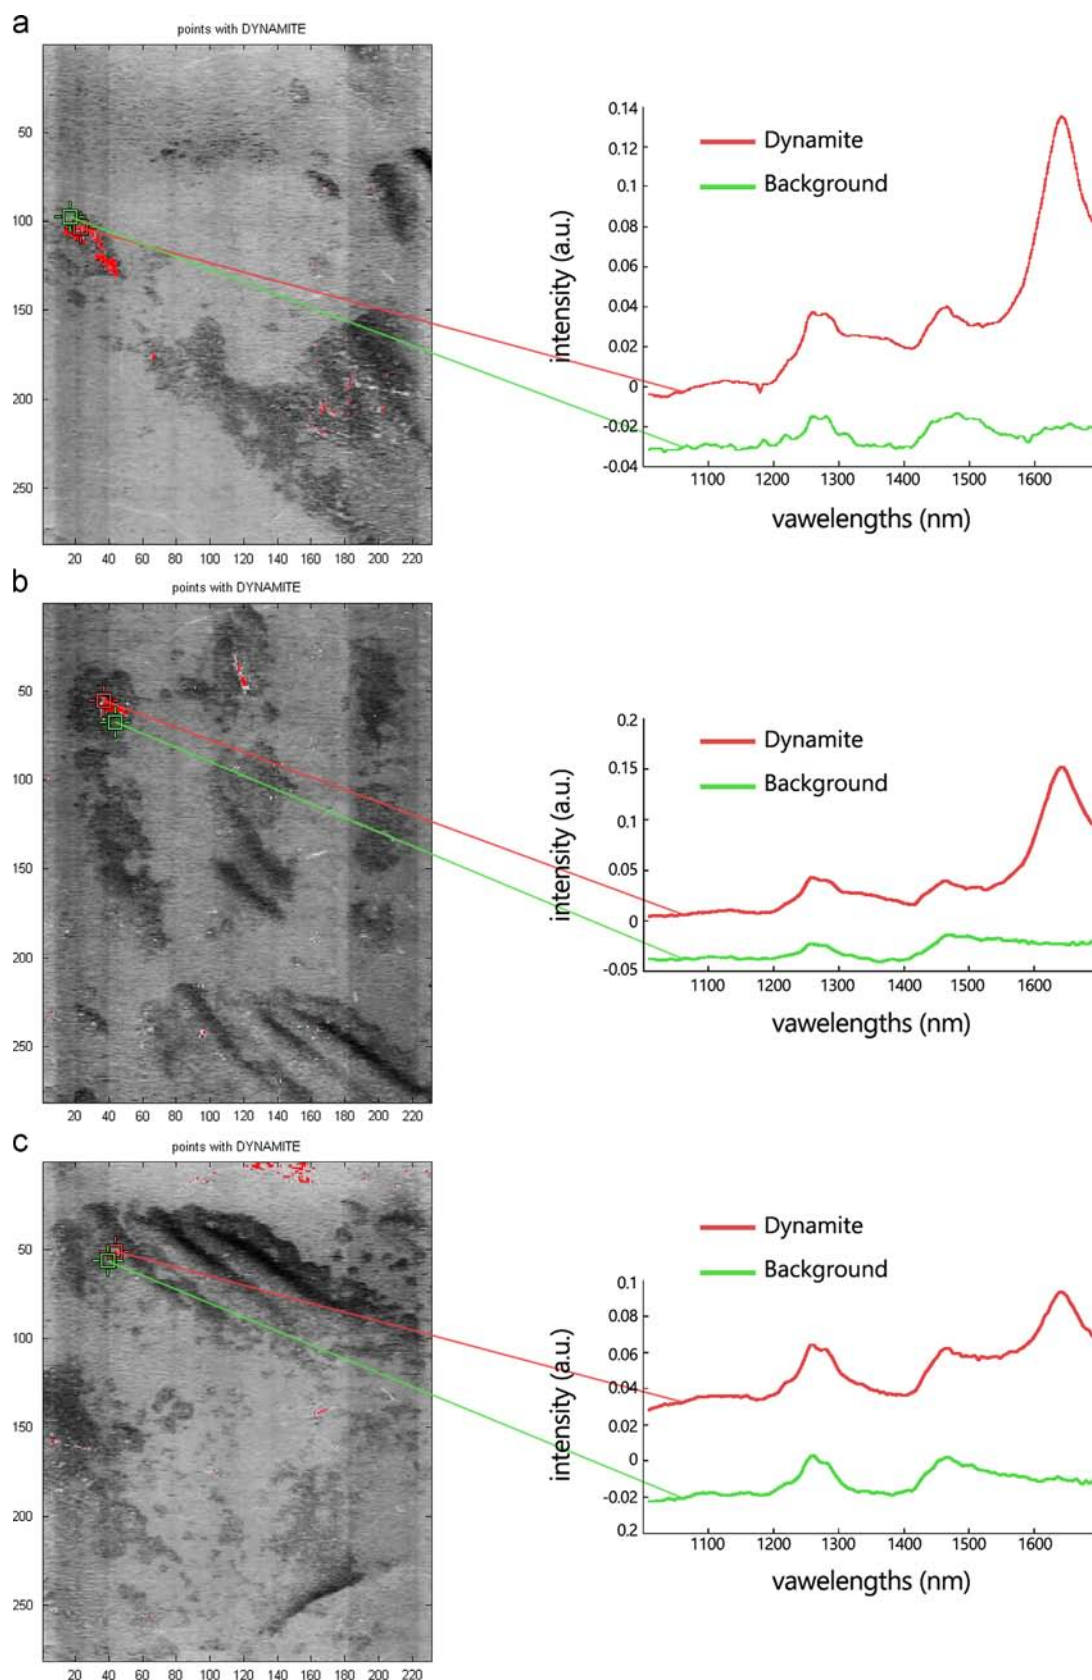 a
points with DYNAMITE
50
100
150
200
250
20 40 60 80 100 120 140 160 180 200 220
0.14
0.12
0.1
0.08
0.06
0.04
0.02
0
-0.02
-0.04
intensity (a.u.)
Dynamite
Background
1100 1200 1300 1400 1500 1600
vawelengths (nm)
b
points with DYNAMITE
50
100
150
200
250
20 40 60 80 100 120 140 160 180 200 220
0.2
0.15
0.1
0.05
0
-0.05
intensity (a.u.)
Dynamite
Background
1100 1200 1300 1400 1500 1600
vawelengths (nm)
c
points with DYNAMITE
50
100
150
200
250
20 40 60 80 100 120 140 160 180 200 220
0.1
0.08
0.06
0.04
0.02
0
-0.02
0.2
intensity (a.u.)
Dynamite
Background
1100 1200 1300 1400 1500 1600
vawelengths (nm)